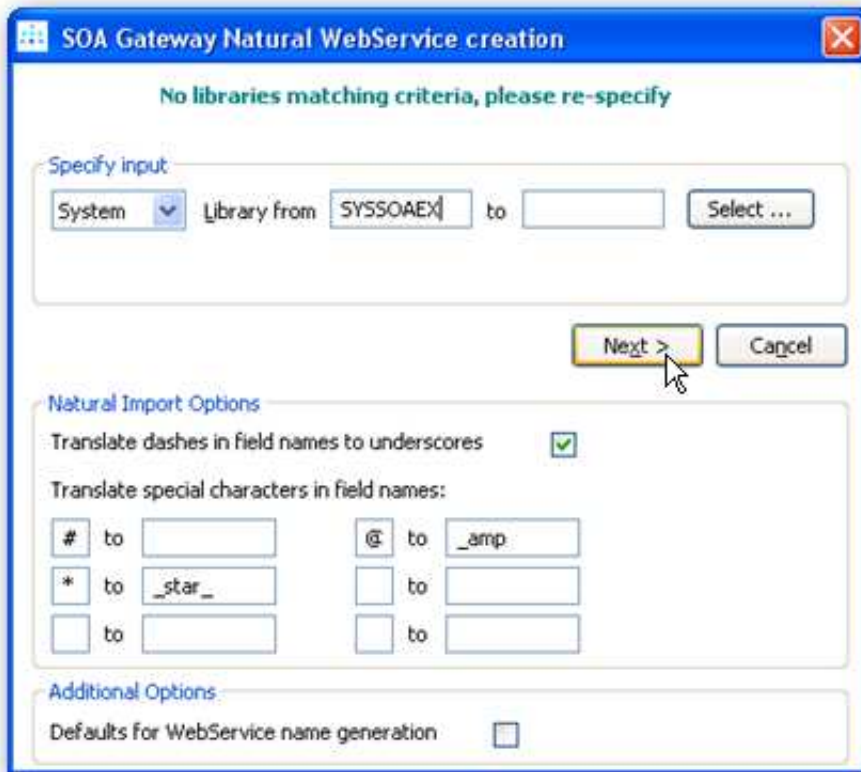 SOA Gateway Natural WebService creation
No libraries matching criteria, please re-specify
Specify input
System Library from SYSSOAEX to Select ...
Next > Cancel
Natural Import Options
Translate dashes in field names to underscores
Translate special characters in field names:
# to @ to _amp
* to _star_ to
to to
Additional Options
Defaults for WebService name generation